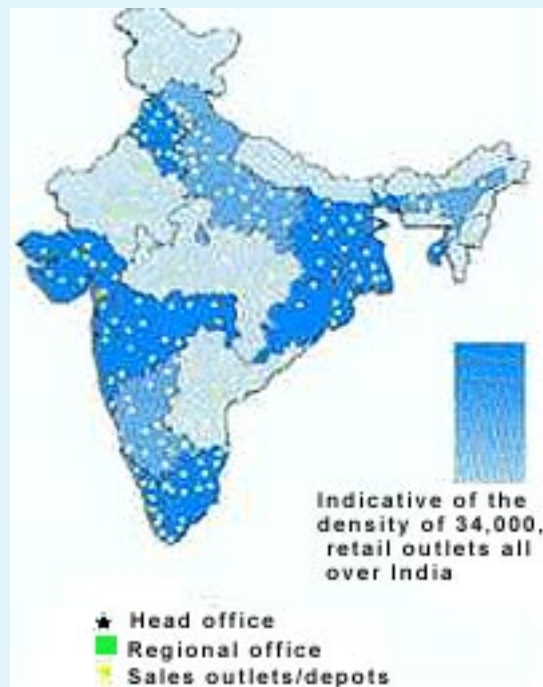 Indicative of the
density of 34,000,
retail outlets all
over India
Head office
Regional office
Sales outlets/depots